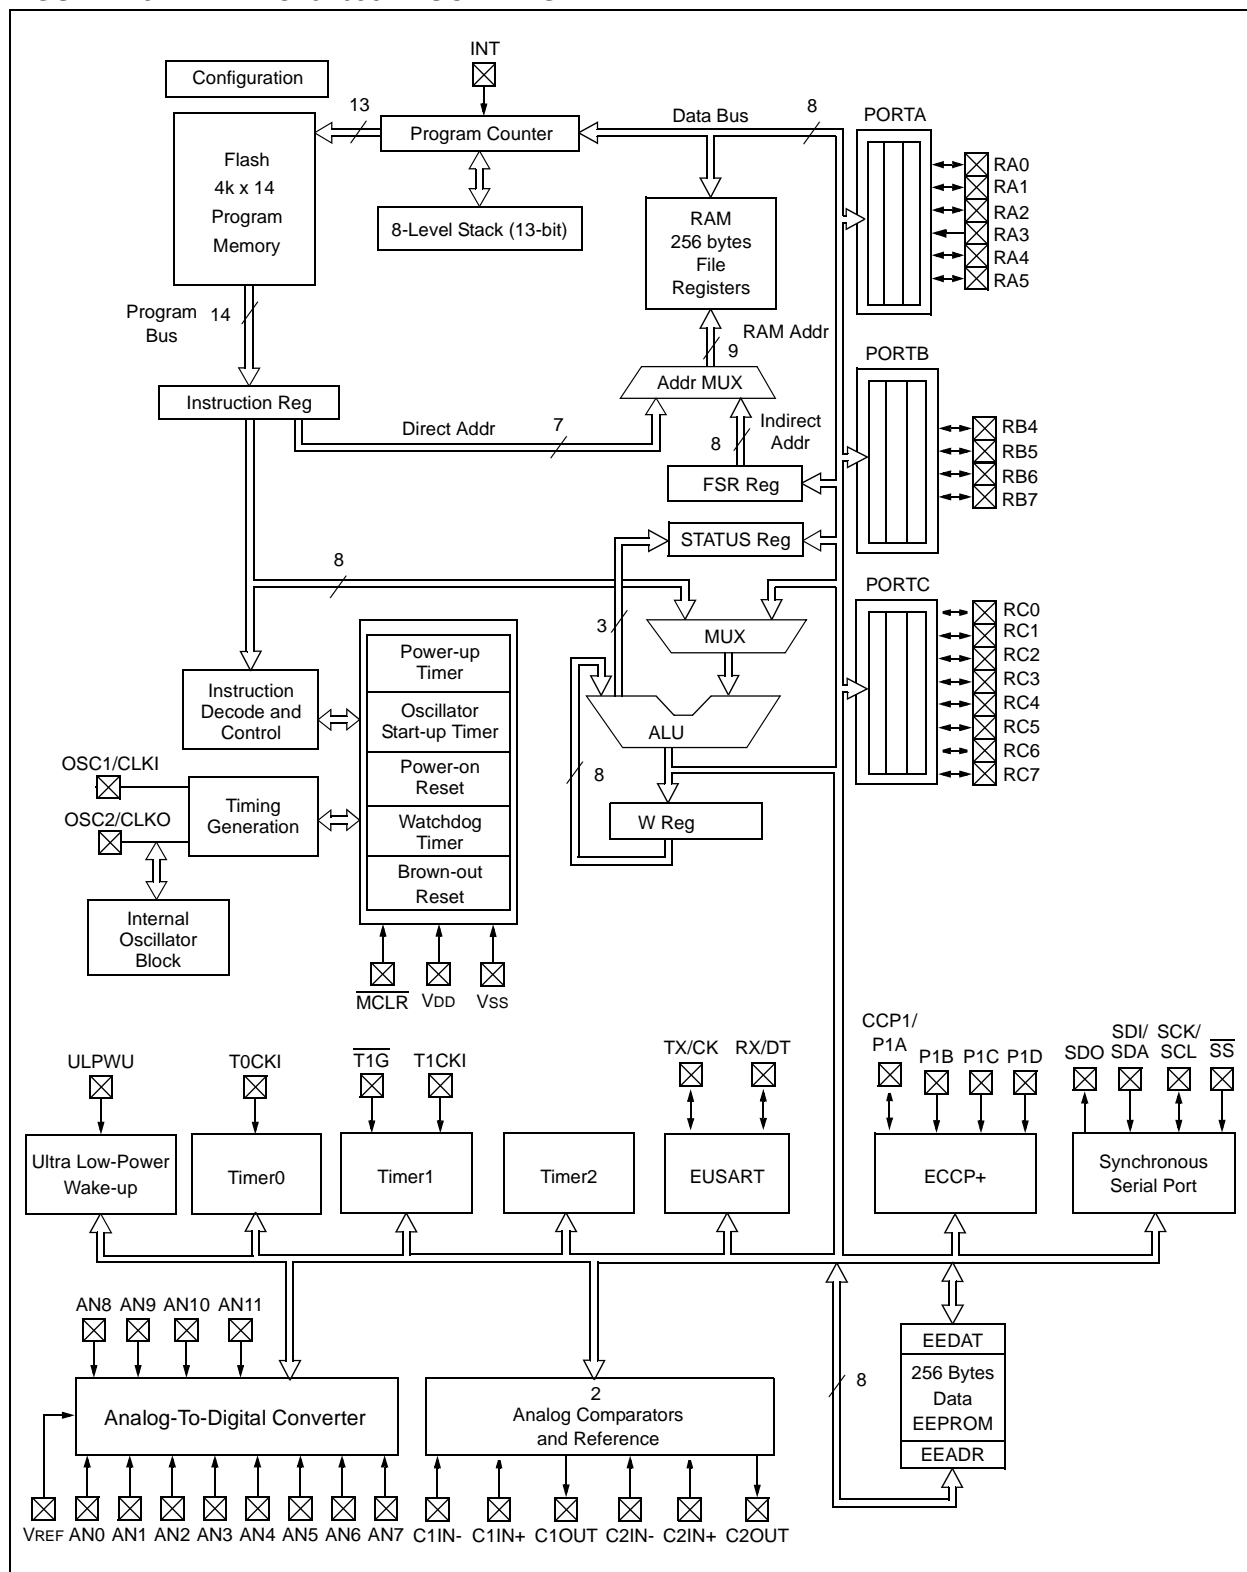 INT
Configuration
13
Data Bus
8
PORTA
Program Counter
Flash
4k x 14
Program
Memory
8-Level Stack (13-bit)
RAM
256 bytes
File
Registers
RA0
RA1
RA2
RA3
RA4
RA5
Program
Bus
14
RAM Addr
9
PORTB
Addr MUX
Instruction Reg
Direct Addr
7
Indirect
Addr
8
FSR Reg
RB4
RB5
RB6
RB7
STATUS Reg
8
PORTC
3
MUX
RC0
RC1
RC2
RC3
RC4
RC5
RC6
RC7
Power-up
Timer
Instruction
Decode and
Control
Oscillator
Start-up Timer
ALU
OSC1/CLKI
Power-on
Reset
8
OSC2/CLKO
Timing
Generation
Watchdog
Timer
W Reg
Brown-out
Reset
Internal
Oscillator
Block
MCLR
VDD
VSS
ULPWU
T0CKI
T1G
T1CKI
TX/CK
RX/DT
CCP1/
P1A
P1B
P1C
P1D
SDO
SDI/
SDA
SCK/
SCL
SS
Ultra Low-Power
Wake-up
Timer0
Timer1
Timer2
EUSART
ECCP+
Synchronous
Serial Port
AN8
AN9
AN10
AN11
EEDAT
256 Bytes
Data
EEPROM
EEADR
8
Analog-To-Digital Converter
2
Analog Comparators
and Reference
VREF
AN0
AN1
AN2
AN3
AN4
AN5
AN6
AN7
C1IN-
C1IN+
C1OUT
C2IN-
C2IN+
C2OUT